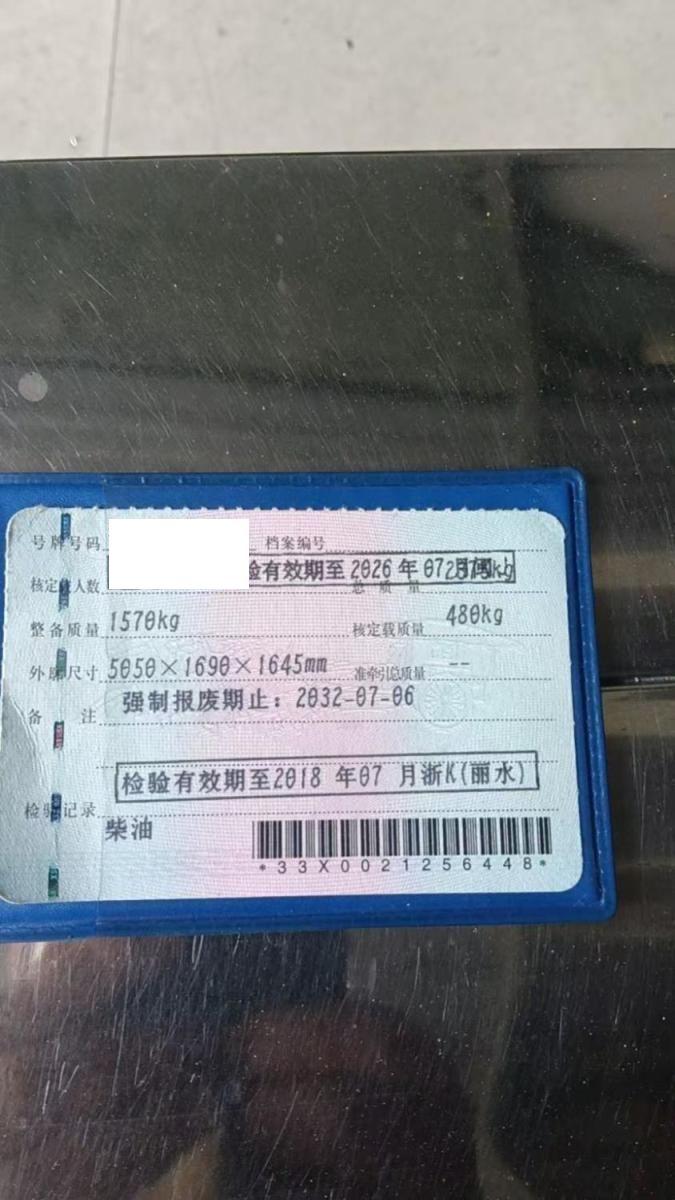 号牌号码 档案编号
验有效期至2026年07月
核定载人数 总质量
整备质量 1570kg 核定载质量 480kg
外廓尺寸 5050×1690×1645mm 准牵引总质量 --
备注 强制报废期止：2032-07-06
检验有效期至2018年07月浙K(丽水)
检验记录
柴油
*33X0021256448*